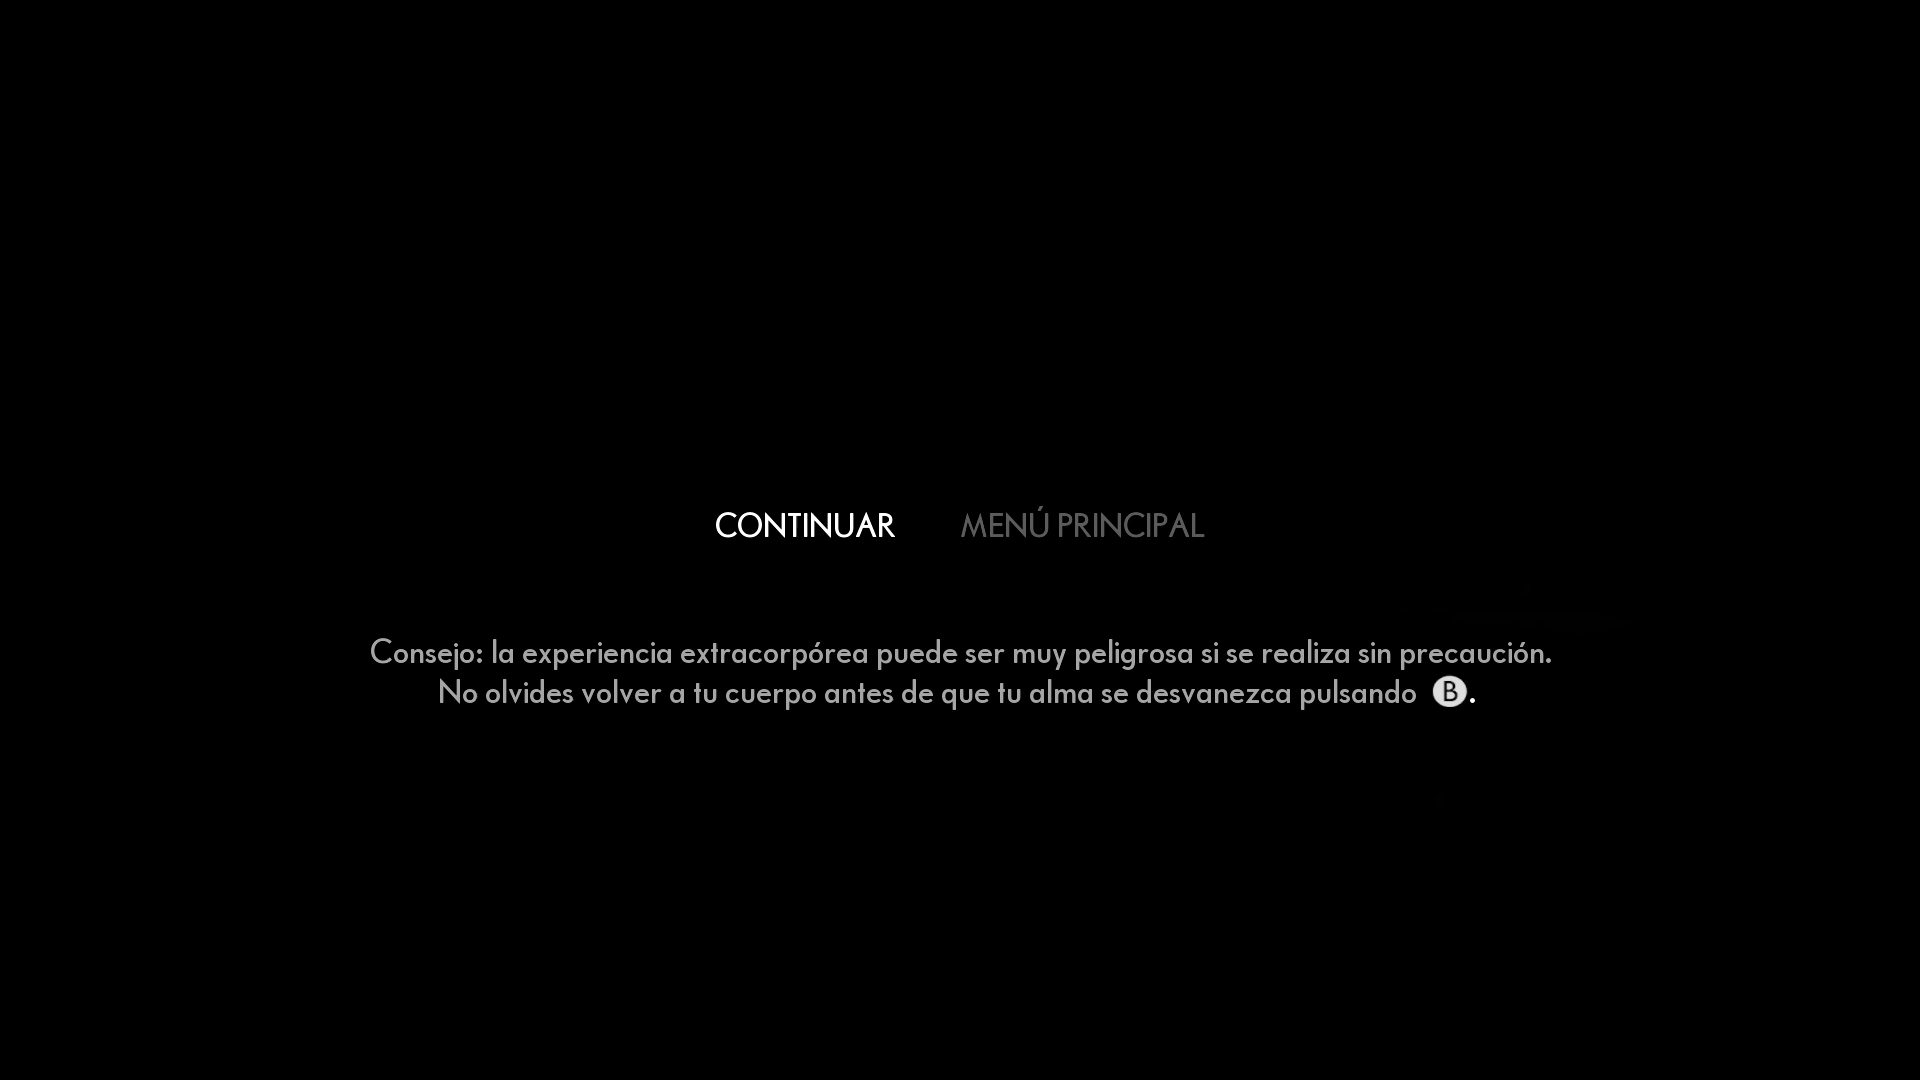 CONTINUAR MENÚ PRINCIPAL
Consejo: la experiencia extracorpórea puede ser muy peligrosa si se realiza sin precaución.
No olvides volver a tu cuerpo antes de que tu alma se desvanezca pulsando B.